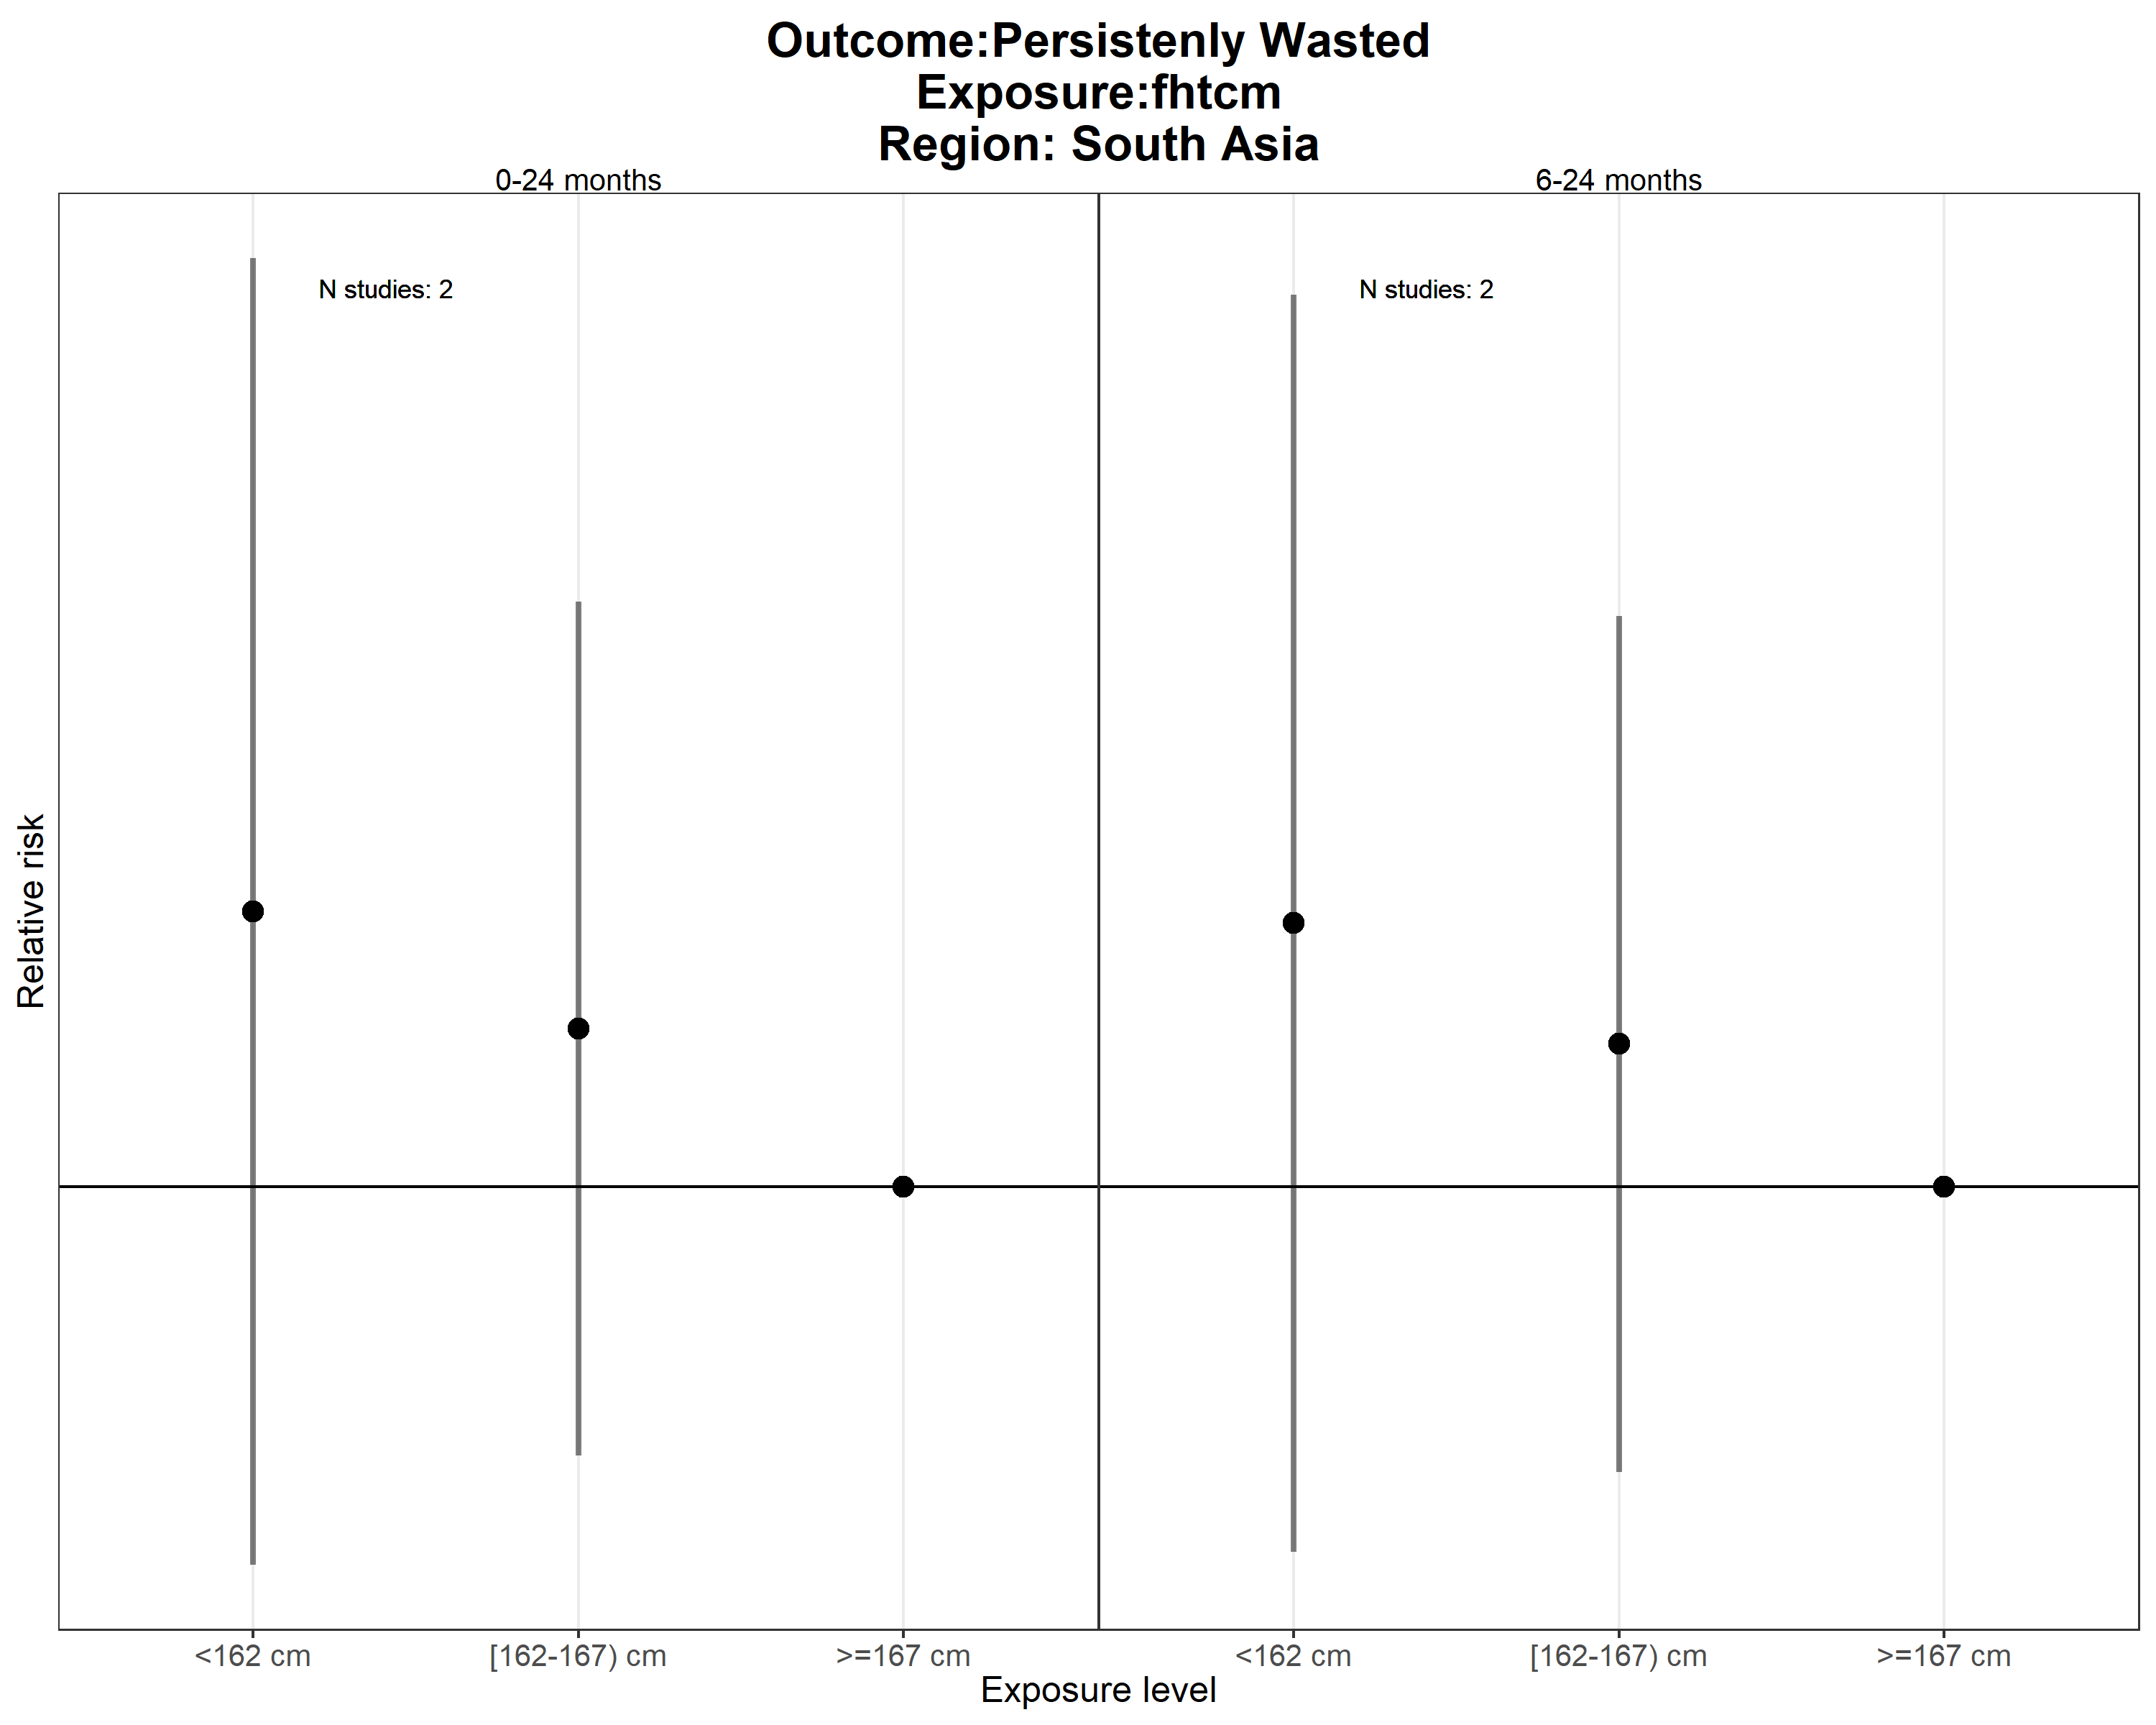 Outcome:Persistenly Wasted
Exposure:fhtcm
Region: South Asia
0-24 months
6-24 months
N studies: 2
N studies: 2
Relative risk
<162 cm
[162-167) cm
>=167 cm
<162 cm
[162-167) cm
>=167 cm
Exposure level